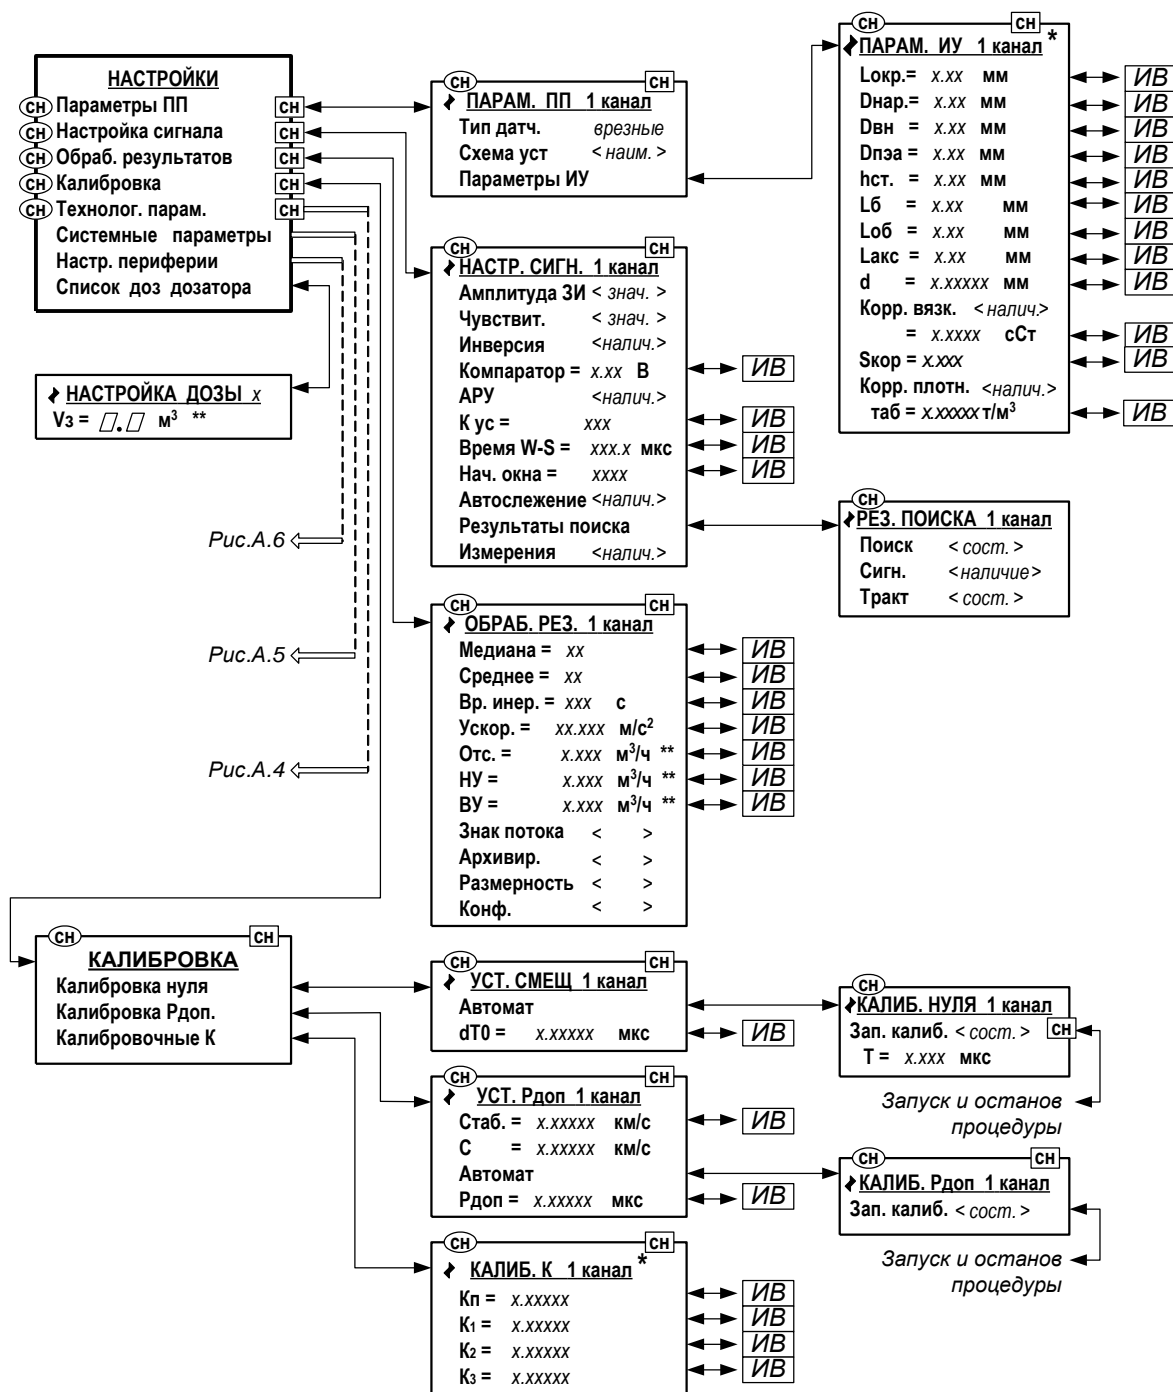 НАСТРОЙКИ
СН Параметры ПП СН
СН Настройка сигнала СН
СН Обраб. результатов СН
СН Калибровка СН
СН Технолог. парам. СН
Системные параметры
Настр. периферии
Список доз дозатора
НАСТРОЙКА ДОЗЫ x
Vз = м³ **
Рис.А.6
Рис.А.5
Рис.А.4
СН СН
КАЛИБРОВКА
Калибровка нуля
Калибровка Pдоп.
Калибровочные К
СН СН
ПАРАМ. ПП 1 канал
Тип датч. врезные
Схема уст < наим. >
Параметры ИУ
СН СН
НАСТР. СИГН. 1 канал
Амплитуда ЗИ < знач. >
Чувствит. < знач. >
Инверсия <налич.>
Компаратор = x.xx В ИВ
АРУ <налич.>
К ус = xxx ИВ
Время W-S = xxx.x мкс ИВ
Нач. окна = xxxx ИВ
Автослежение <налич.>
Результаты поиска
Измерения <налич.>
СН СН
ОБРАБ. РЕЗ. 1 канал
Медиана = xx ИВ
Среднее = xx ИВ
Вр. инер. = xxx с ИВ
Ускор. = xx.xxx м/с² ИВ
Отс. = x.xxx м³/ч ** ИВ
НУ = x.xxx м³/ч ** ИВ
ВУ = x.xxx м³/ч ** ИВ
Знак потока < >
Архивир. < >
Размерность < >
Конф. < >
СН СН
УСТ. СМЕЩ 1 канал
Автомат
dT0 = x.xxxxx мкс ИВ
СН СН
УСТ. Pдоп 1 канал
Стаб. = x.xxxxx км/с ИВ
С = x.xxxxx км/с
Автомат
Pдоп = x.xxxxx мкс ИВ
СН СН
КАЛИБ. К 1 канал *
Кп = x.xxxxx ИВ
К1 = x.xxxxx ИВ
К2 = x.xxxxx ИВ
К3 = x.xxxxx ИВ
СН СН
ПАРАМ. ИУ 1 канал *
Lокр.= x.xx мм ИВ
Dнар.= x.xx мм ИВ
Dвн = x.xx мм ИВ
Dпэа = x.xx мм ИВ
hст. = x.xx мм ИВ
Lб = x.xx мм ИВ
Lоб = x.xx мм ИВ
Lакс = x.xx мм ИВ
d = x.xxxxx мм ИВ
Корр. вязк. <налич.>
= x.xxxx сСт ИВ
Sкор = x.xxx ИВ
Корр. плотн. <налич.>
таб = x.xxxxx т/м³ ИВ
СН
РЕЗ. ПОИСКА 1 канал
Поиск < сост. >
Сигн. <наличие>
Тракт < сост. >
СН
КАЛИБ. НУЛЯ 1 канал
Зап. калиб. < сост. > СН
T = x.xxx мкс
Запуск и останов
процедуры
СН СН
КАЛИБ. Pдоп 1 канал
Зап. калиб. < сост. >
Запуск и останов
процедуры